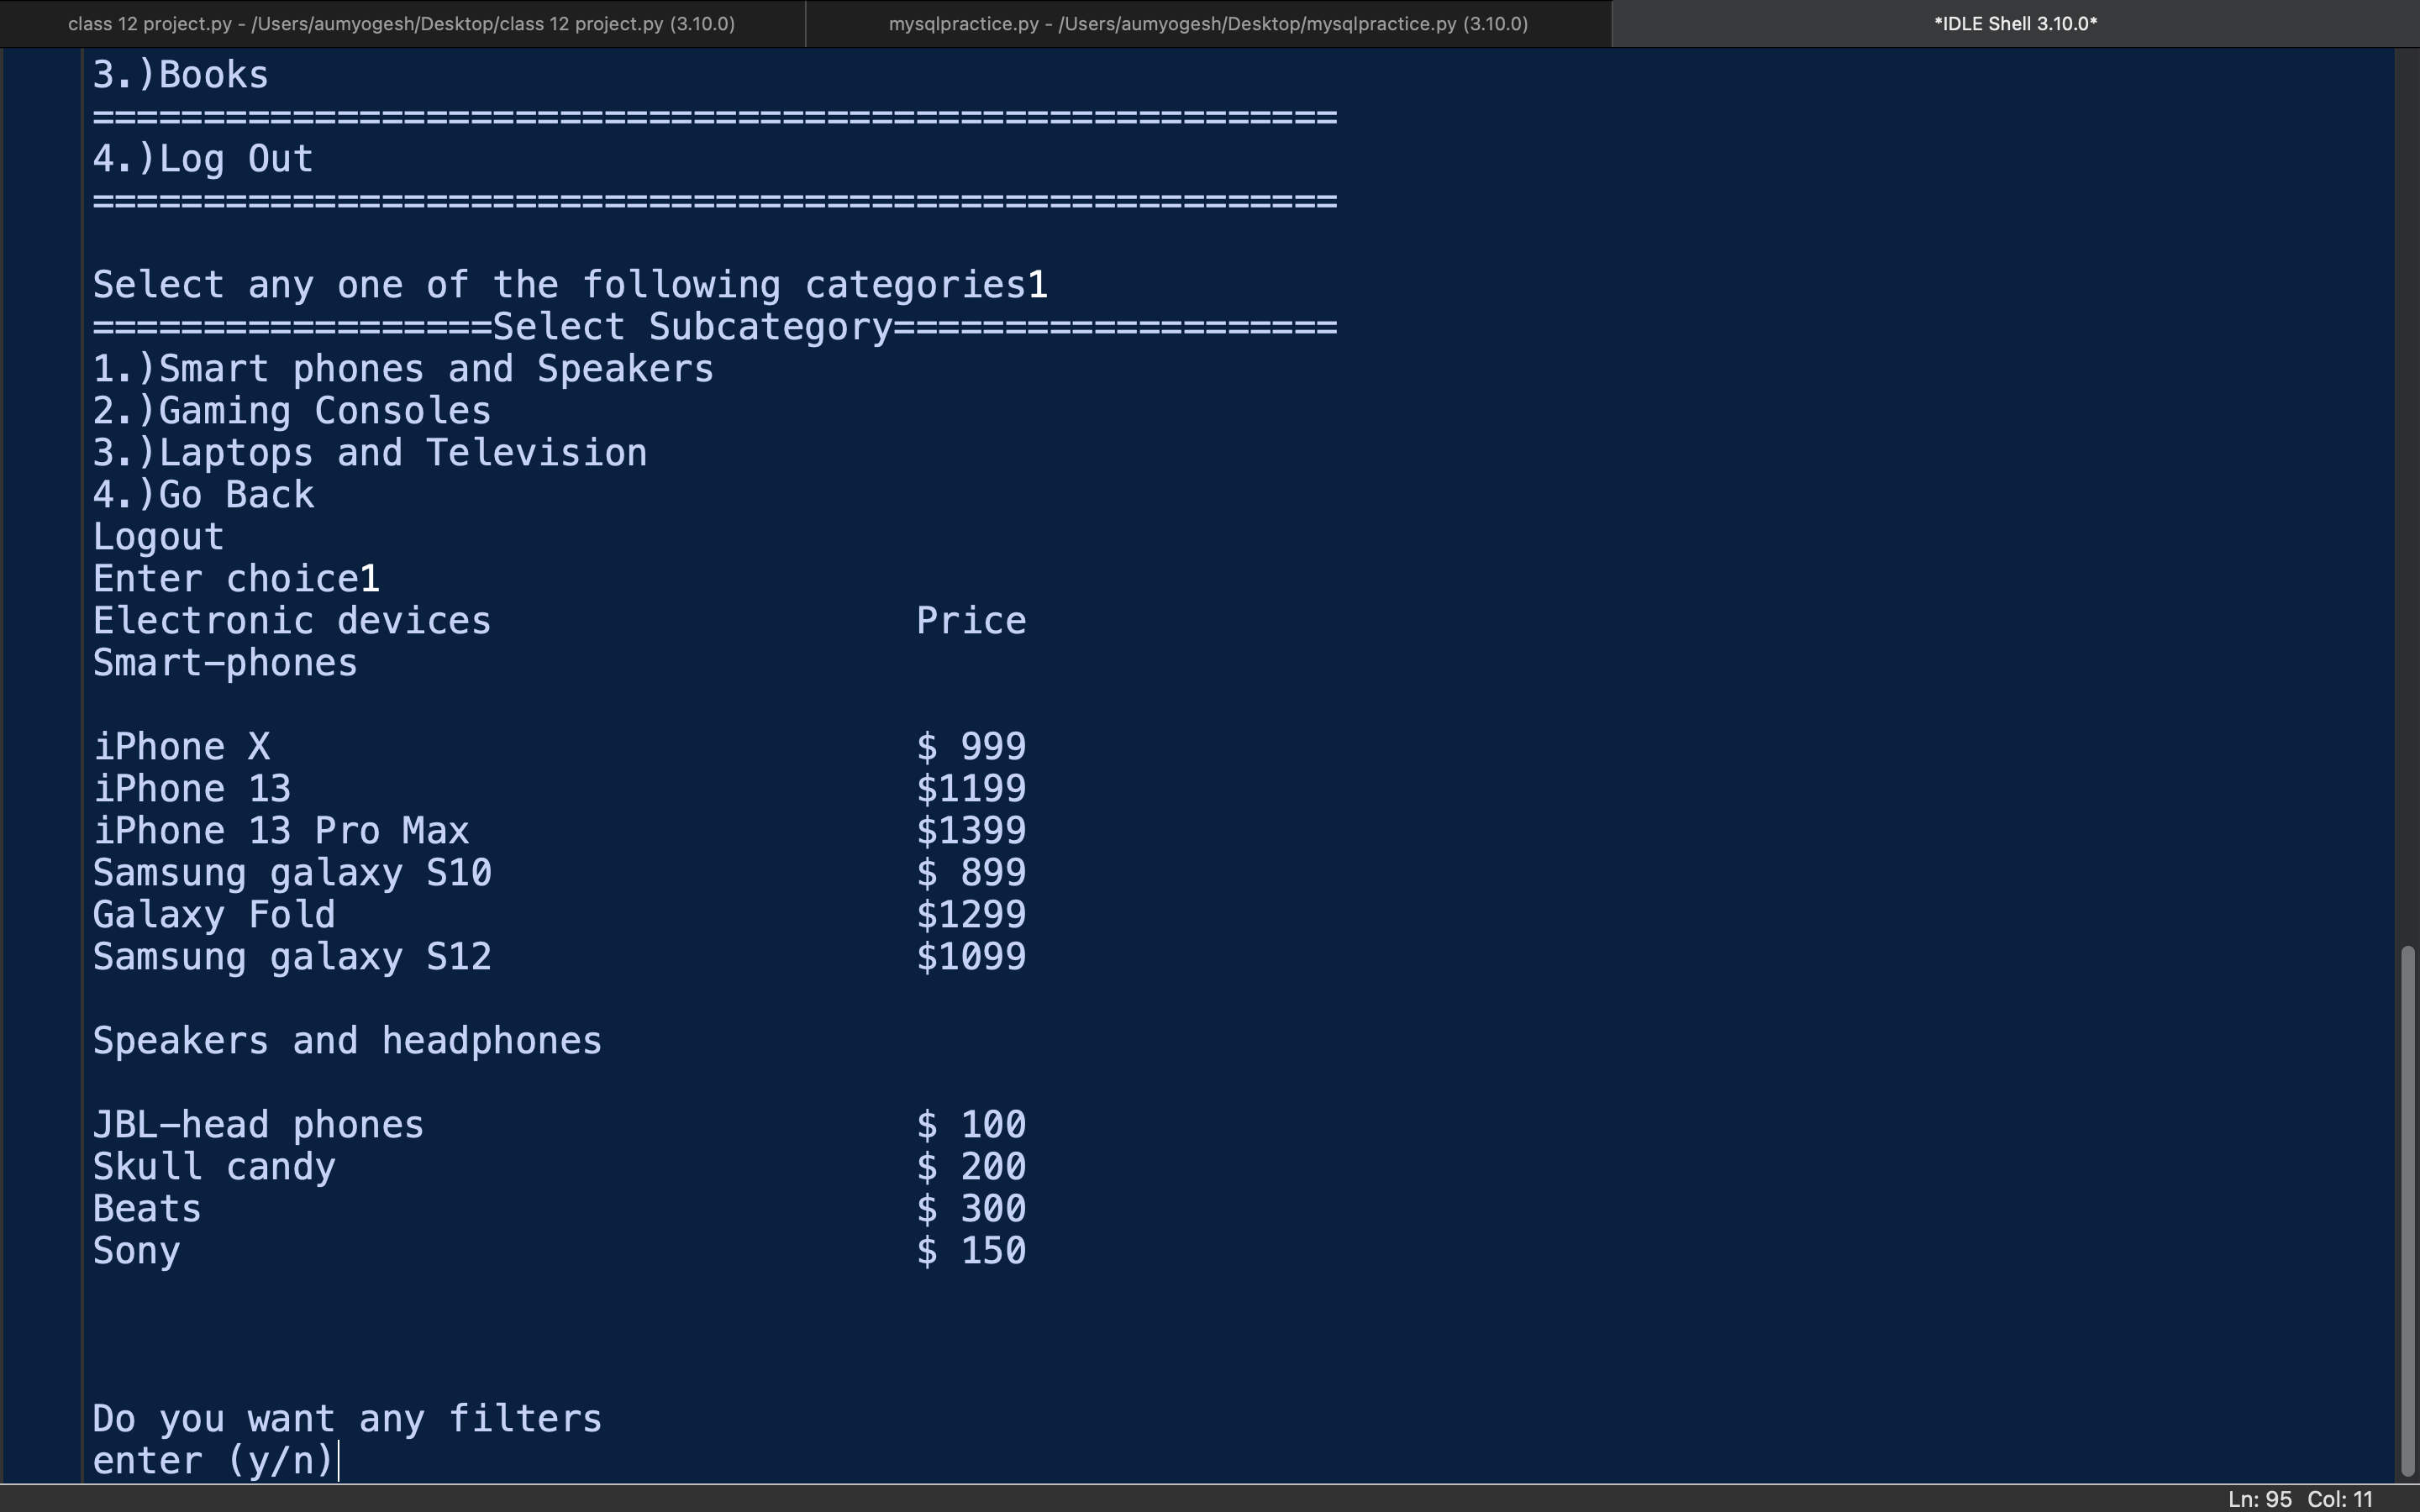 class 12 project.py - /Users/aumyogesh/Desktop/class 12 project.py (3.10.0)
mysqlpractice.py - /Users/aumyogesh/Desktop/mysqlpractice.py (3.10.0)
*IDLE Shell 3.10.0*
3.)Books
========================================================
4.)Log Out
========================================================
Select any one of the following categories1
==================Select Subcategory====================
1.)Smart phones and Speakers
2.)Gaming Consoles
3.)Laptops and Television
4.)Go Back
Logout
Enter choice1
Electronic devices                   Price
Smart-phones
iPhone X                             $ 999
iPhone 13                            $1199
iPhone 13 Pro Max                    $1399
Samsung galaxy S10                   $ 899
Galaxy Fold                          $1299
Samsung galaxy S12                   $1099
Speakers and headphones
JBL-head phones                      $ 100
Skull candy                          $ 200
Beats                                $ 300
Sony                                 $ 150
Do you want any filters
enter (y/n)
Ln: 95 Col: 11